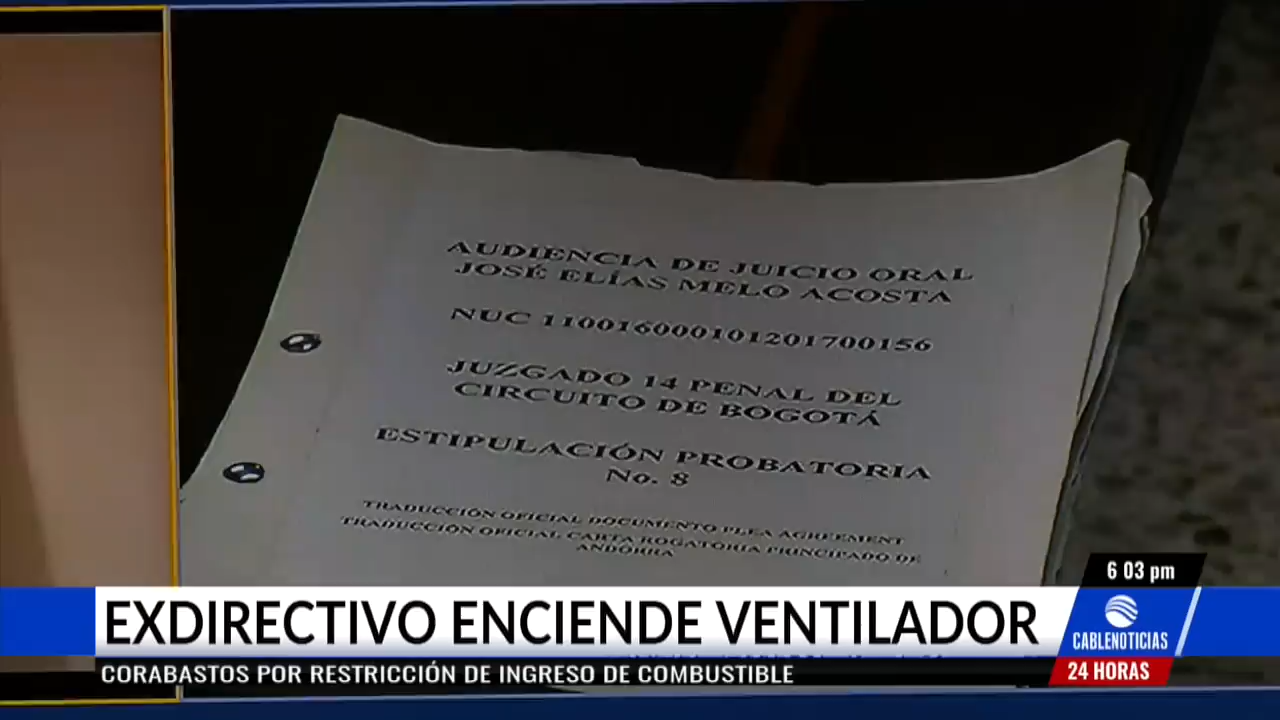 AUDIENCIA DE JUICIO ORAL
JOSÉ ELÍAS MELO ACOSTA
NUC 110016000101201700156
JUZGADO 14 PENAL DEL
CIRCUITO DE BOGOTÁ
ESTIPULACIÓN PROBATORIA
No. 8
TRADUCCIÓN OFICIAL DOCUMENTO PLEA AGREEMENT
TRADUCCIÓN OFICIAL CARTA ROGATORIA PRINCIPADO DE
ANDORRA
6 03 pm
EXDIRECTIVO ENCIENDE VENTILADOR
CABLENOTICIAS
CORABASTOS POR RESTRICCIÓN DE INGRESO DE COMBUSTIBLE
24 HORAS